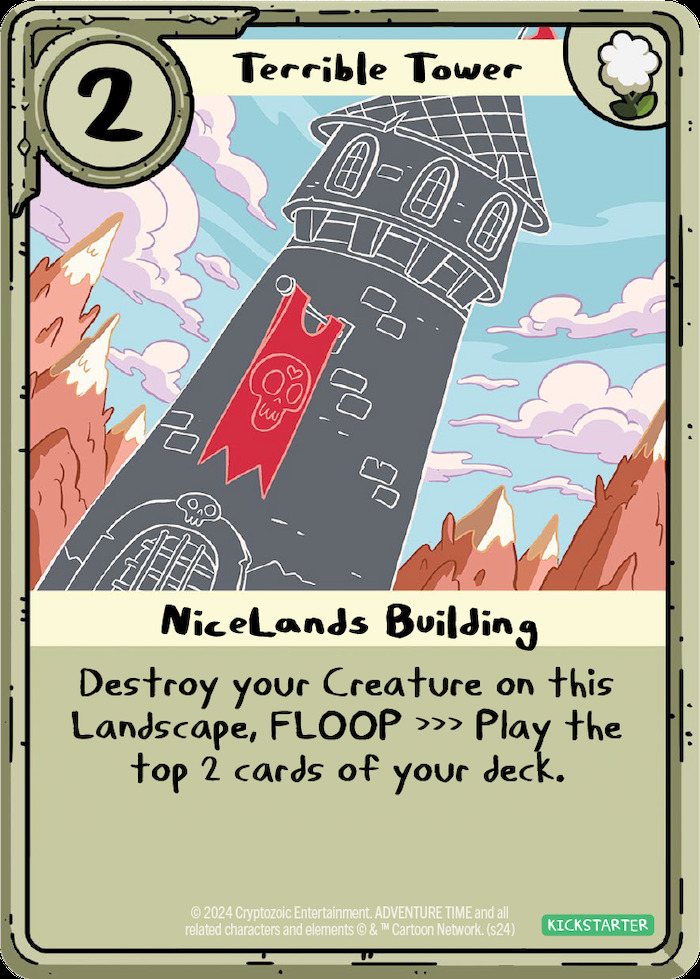 2
Terrible Tower
NiceLands Building
Destroy your Creature on this
Landscape, FLOOP >>> Play the
top 2 cards of your deck.
© 2024 Cryptozoic Entertainment. ADVENTURE TIME and all
related characters and elements © & ™ Cartoon Network. (s24)
KICKSTARTER